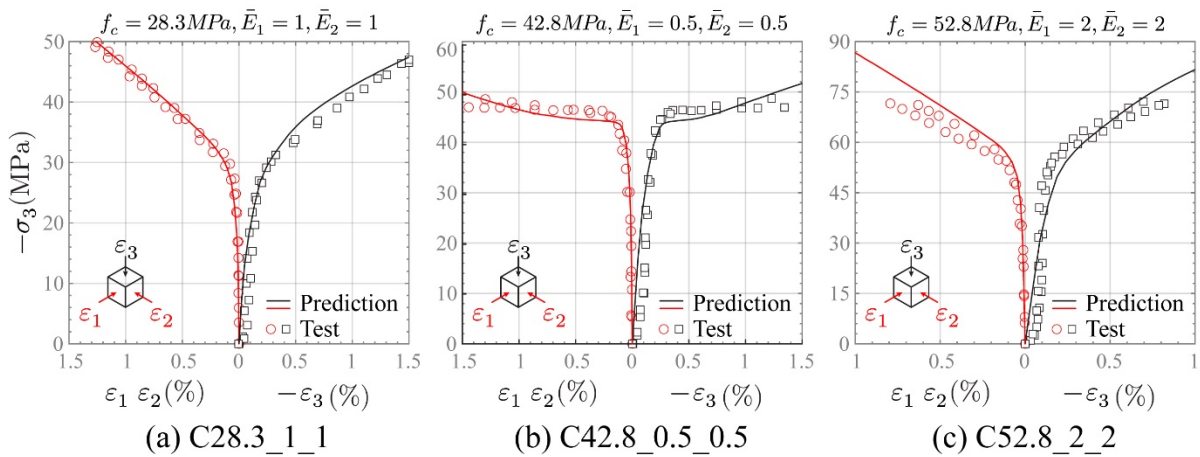 f_c = 28.3MPa, Ē_1 = 1, Ē_2 = 1
f_c = 42.8MPa, Ē_1 = 0.5, Ē_2 = 0.5
f_c = 52.8MPa, Ē_1 = 2, Ē_2 = 2
−σ_3(MPa)
50
40
30
20
10
0
1.5
1
0.5
0
0.5
1
1.5
ε_3
ε_1
ε_2
Prediction
Test
ε_1 ε_2(%)
−ε_3(%)
(a) C28.3_1_1
60
50
40
30
20
10
0
1.5
1
0.5
0
0.5
1
1.5
ε_3
ε_1
ε_2
Prediction
Test
ε_1 ε_2(%)
−ε_3(%)
(b) C42.8_0.5_0.5
90
75
60
45
30
15
0
1
0.5
0
0.5
1
ε_3
ε_1
ε_2
Prediction
Test
ε_1 ε_2(%)
−ε_3(%)
(c) C52.8_2_2